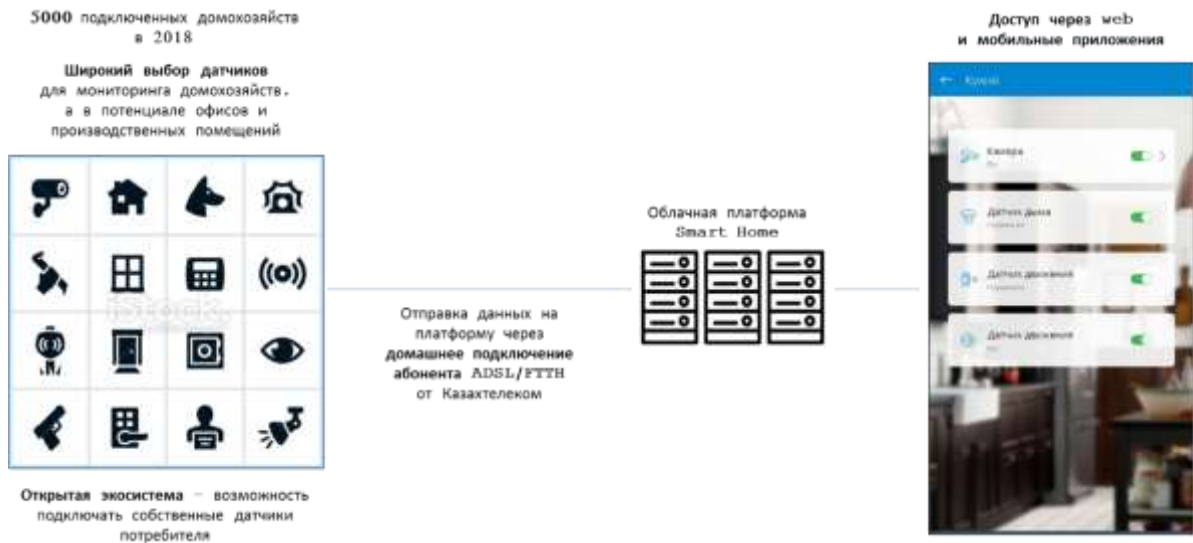 5000 подключенных домохозяйств
в 2018
Широкий выбор датчиков
для мониторинга домохозяйств,
а в потенциале офисов и
производственных помещений
iStock
Открытая экосистема – возможность
подключать собственные датчики
потребителя
Отправка данных на
платформу через
домашнее подключение
абонента ADSL/FTTH
от Казахтелеком
Облачная платформа
Smart Home
Доступ через web
и мобильные приложения
Кухня
Камера
Датчик дыма
Датчик движения
Датчик движения